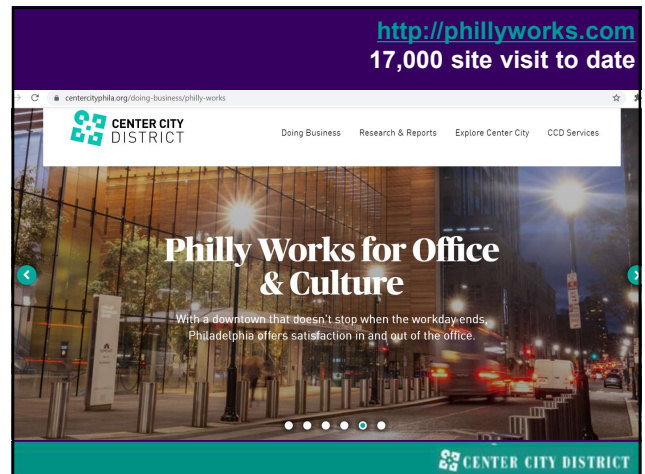 http://phillyworks.com
17,000 site visit to date
centercityphila.org/doing-business/philly-works
CENTER CITY
DISTRICT
Doing Business Research & Reports Explore Center City CCD Services
Philly Works for Office
& Culture
With a downtown that doesn't stop when the workday ends,
Philadelphia offers satisfaction in and out of the office.
CENTER CITY DISTRICT